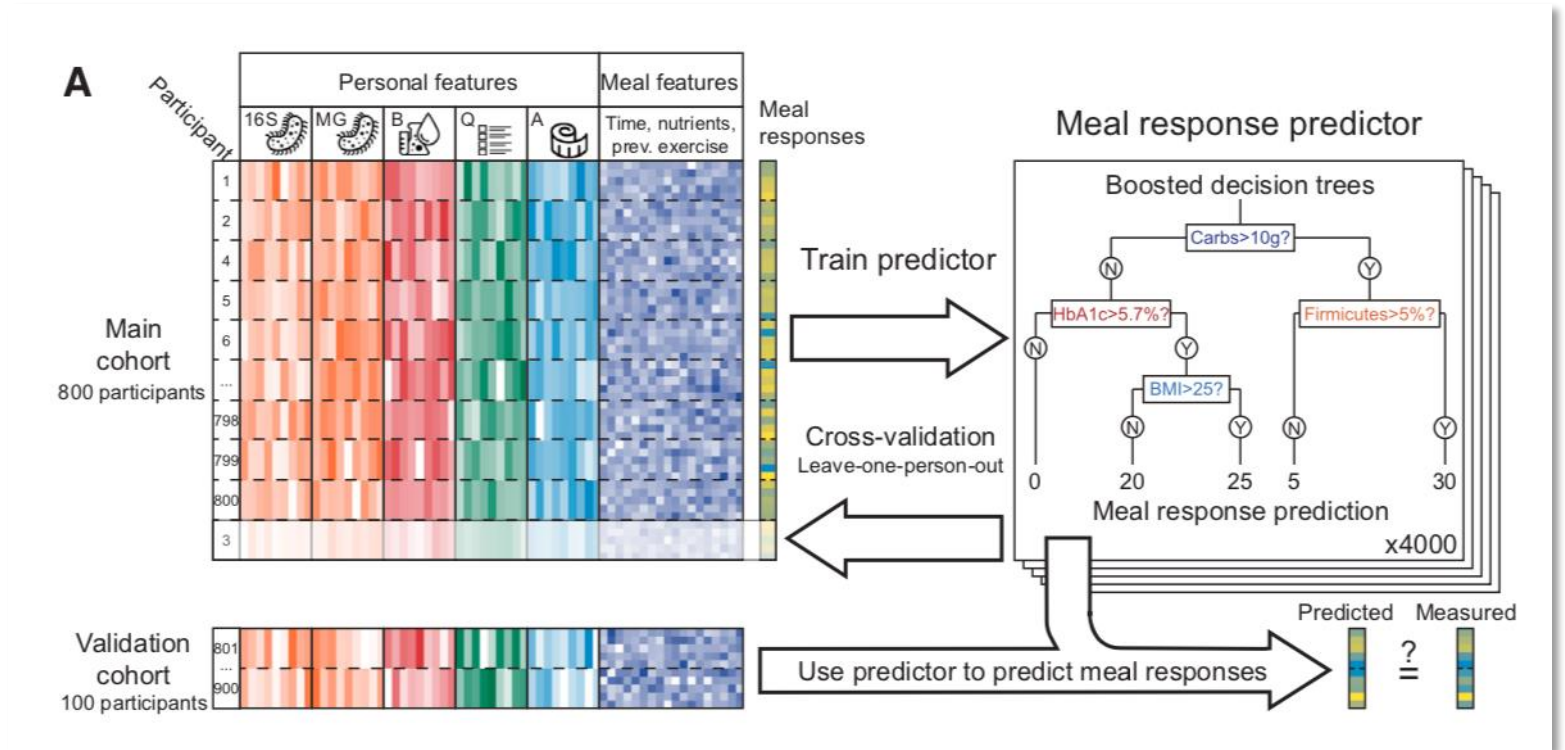 A
Participant
Personal features
Meal features
16S
MG
B
Q
A
Time, nutrients,
prev. exercise
Meal
responses
1
2
4
5
6
...
798
799
800
3
Main
cohort
800 participants
Train predictor
Cross-validation
Leave-one-person-out
Meal response predictor
Boosted decision trees
Carbs>10g?
N
Y
HbA1c>5.7%?
Firmicutes>5%?
N
Y
BMI>25?
N
Y
N
Y
0
20
25
5
30
Meal response prediction
x4000
Validation
cohort
100 participants
801
...
900
Use predictor to predict meal responses
Predicted
Measured
?
=